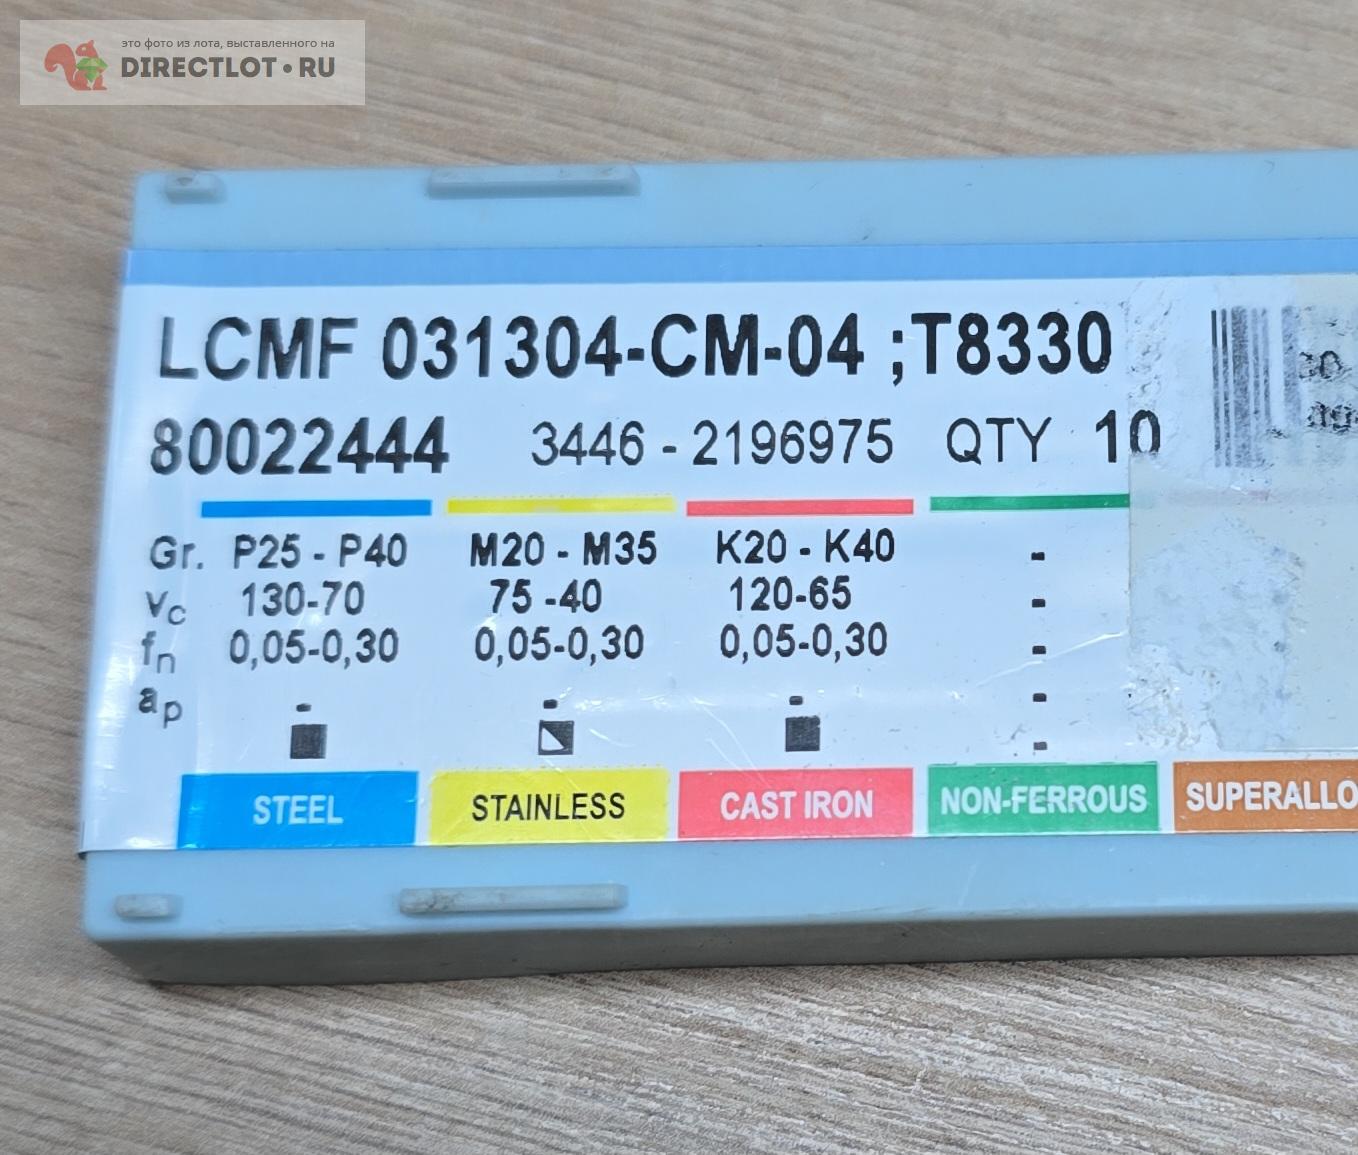 это фото из лота, выставленного на
DIRECTLOT•RU
LCMF 031304-CM-04 ;T8330
80022444 3446 - 2196975 QTY 10
Gr. P25 - P40 M20 - M35 K20 - K40 -
vc 130-70 75 -40 120-65 -
fn 0,05-0,30 0,05-0,30 0,05-0,30 -
ap - - - -
-
STEEL STAINLESS CAST IRON NON-FERROUS SUPERALLO